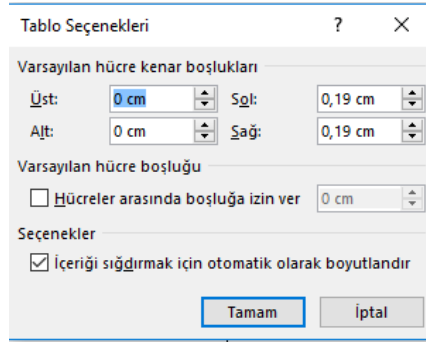 Tablo Seçenekleri ? ×
Varsayılan hücre kenar boşlukları
Üst: 0 cm Sol: 0,19 cm
Alt: 0 cm Sağ: 0,19 cm
Varsayılan hücre boşluğu
Hücreler arasında boşluğa izin ver 0 cm
Seçenekler
İçeriği sığdırmak için otomatik olarak boyutlandır
Tamam İptal